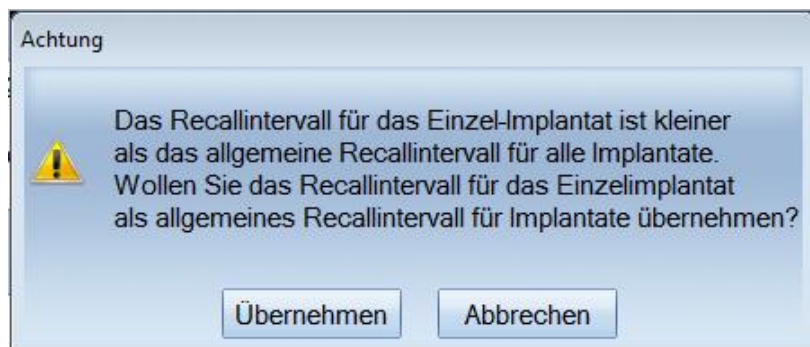 Achtung
Das Recallintervall für das Einzel-Implantat ist kleiner
als das allgemeine Recallintervall für alle Implantate.
Wollen Sie das Recallintervall für das Einzelimplantat
als allgemeines Recallintervall für Implantate übernehmen?
Übernehmen Abbrechen